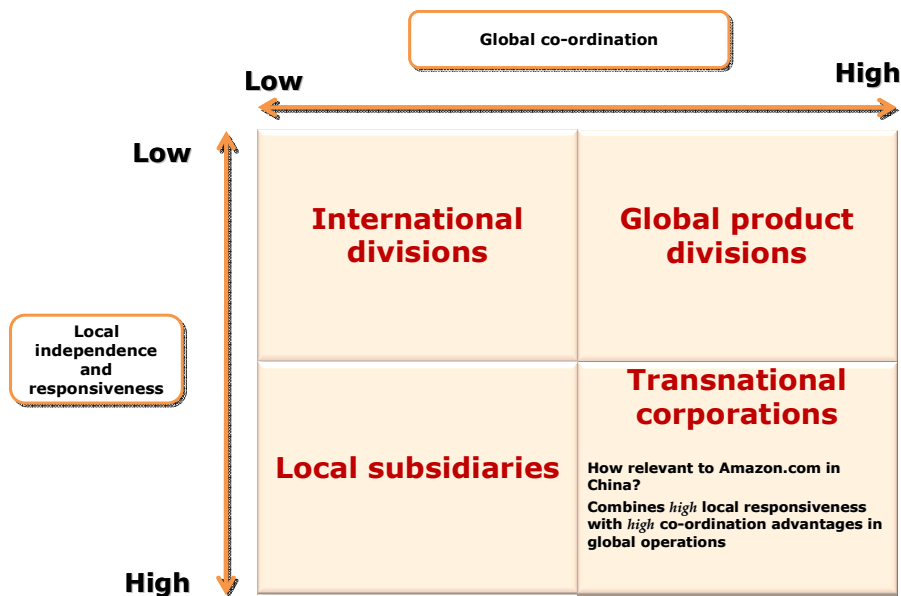 Global co-ordination
Low
High
Low
International
divisions
Global product
divisions
Local
independence
and
responsiveness
Local subsidiaries
Transnational
corporations
How relevant to Amazon.com in
China?
Combines high local responsiveness
with high co-ordination advantages in
global operations
High